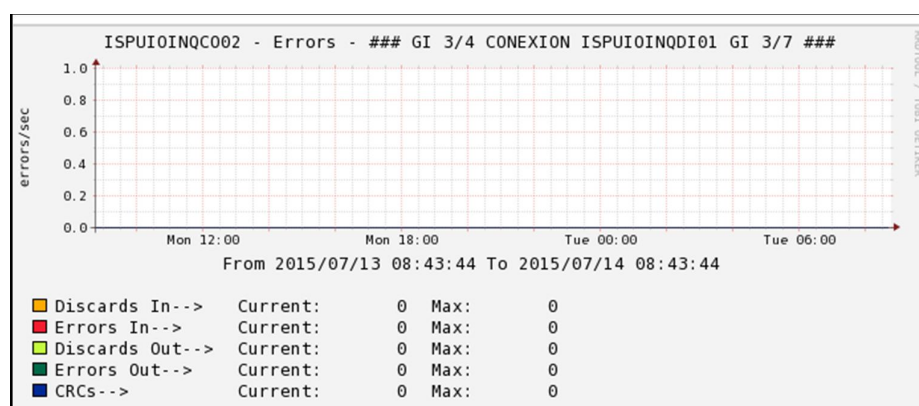 ISPUIOINQCO02 - Errors - ### GI 3/4 CONEXION ISPUIOINQDI01 GI 3/7 ###
RRDTOOL / TOBI OETIKER
errors/sec
1.0
0.8
0.6
0.4
0.2
0.0
Mon 12:00 Mon 18:00 Tue 00:00 Tue 06:00
From 2015/07/13 08:43:44 To 2015/07/14 08:43:44
Discards In--> Current: 0 Max: 0
Errors In--> Current: 0 Max: 0
Discards Out--> Current: 0 Max: 0
Errors Out--> Current: 0 Max: 0
CRCs--> Current: 0 Max: 0